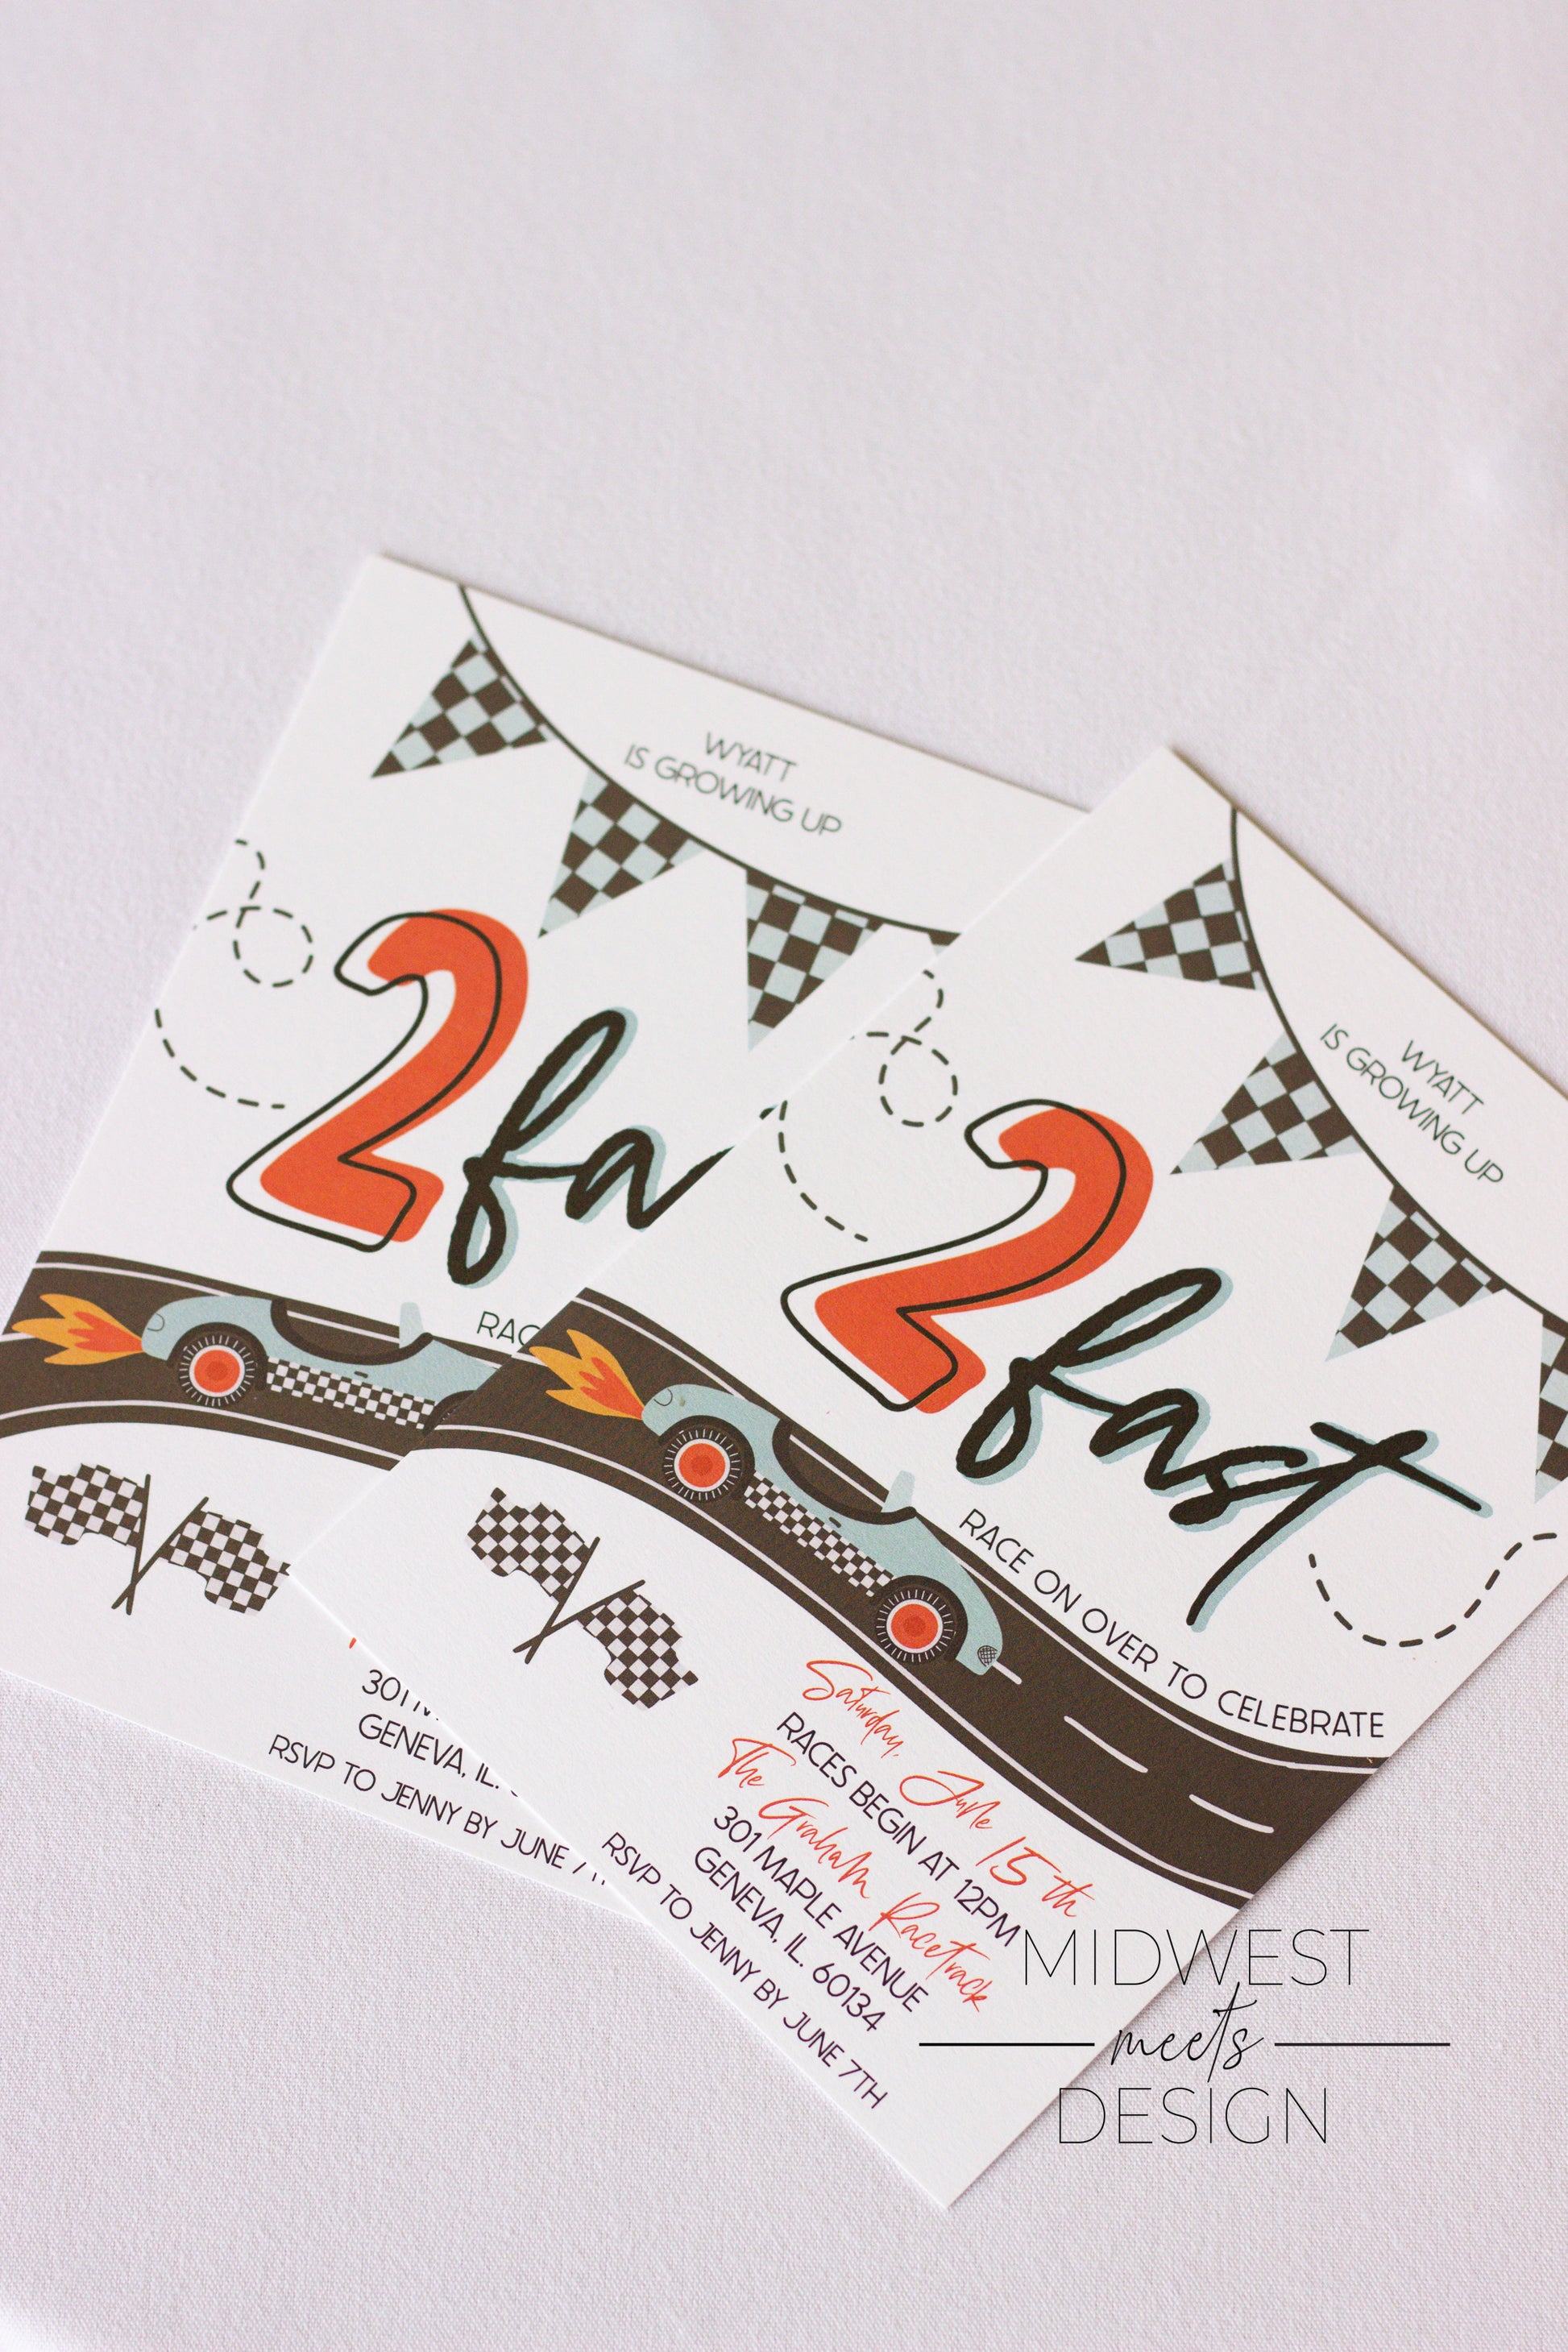 WYATT
IS GROWING UP
2 fa
RAC
301 M
GENEVA, IL.
RSVP TO JENNY BY JUNE 7
WYATT
IS GROWING UP
2 fast
RACE ON OVER TO CELEBRATE
Saturday, June 15th
RACES BEGIN AT 12PM
The Graham Racetrack
301 MAPLE AVENUE
GENEVA, IL. 60134
RSVP TO JENNY BY JUNE 7TH
MIDWEST
meets
DESIGN